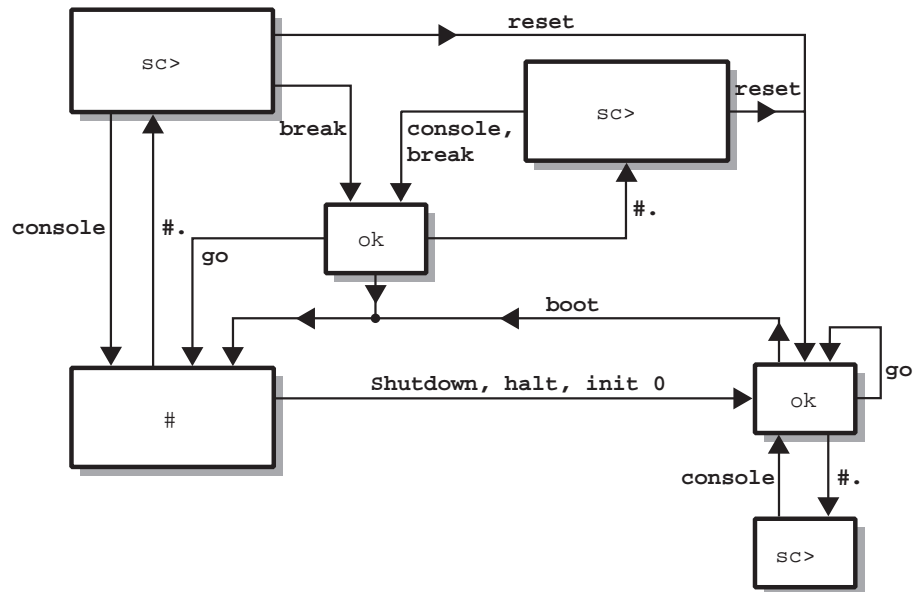 reset
sc>
reset
sc>
break
console,
break
console
#.
#.
ok
go
boot
Shutdown, halt, init 0
go
#
ok
console
#.
sc>